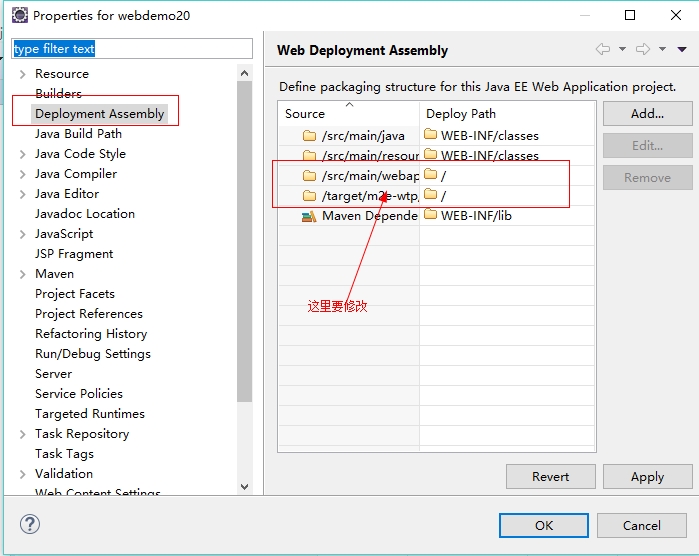 Properties for webdemo20
type filter text
Resource
Builders
Deployment Assembly
Java Build Path
Java Code Style
Java Compiler
Java Editor
Javadoc Location
JavaScript
JSP Fragment
Maven
Project Facets
Project References
Refactoring History
Run/Debug Settings
Server
Service Policies
Targeted Runtimes
Task Repository
Task Tags
Validation
Web Content Settings
Web Deployment Assembly
Define packaging structure for this Java EE Web Application project.
Source Deploy Path
/src/main/java WEB-INF/classes
/src/main/resour WEB-INF/classes
/src/main/webap /
/target/m2e-wtp, /
Maven Depende WEB-INF/lib
这里要修改
Add...
Edit...
Remove
Revert Apply
? OK Cancel